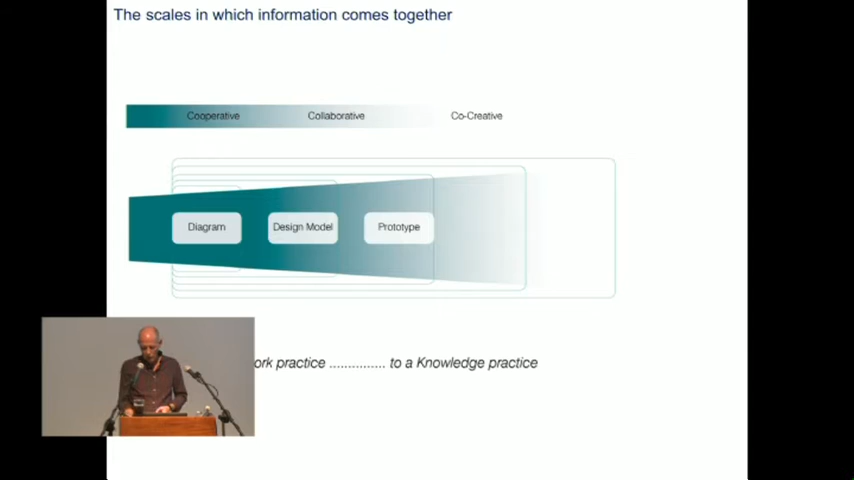 The scales in which information comes together
Cooperative Collaborative Co-Creative
Diagram Design Model Prototype
practice ............... to a Knowledge practice